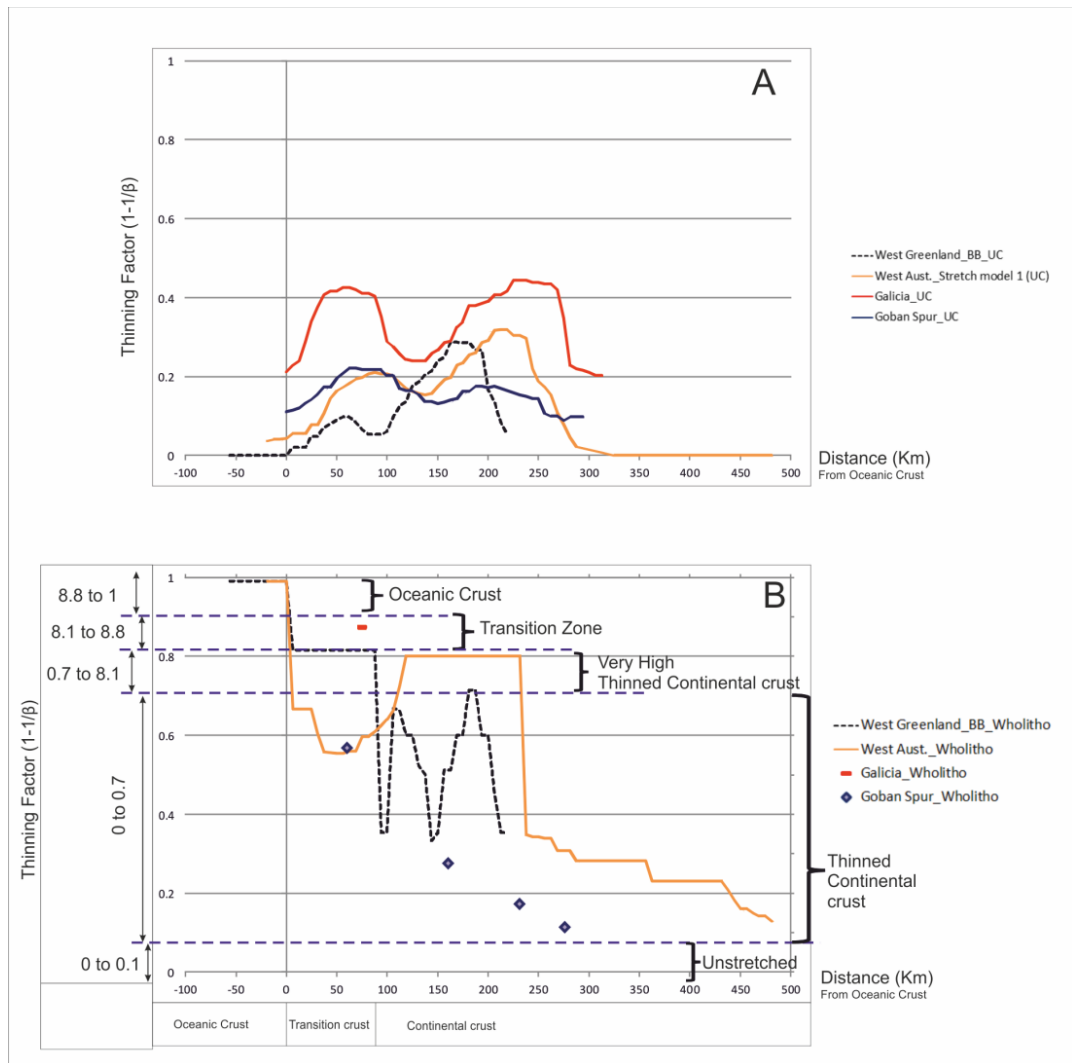 A
1
0.8
0.6
0.4
0.2
0
Thinning Factor (1-1/β)
-100 -50 0 50 100 150 200 250 300 350 400 450 500
Distance (Km)
From Oceanic Crust
West Greenland_BB_UC
West Aust._Stretch model 1 (UC)
Galicia_UC
Goban Spur_UC
B
8.8 to 1
8.1 to 8.8
0.7 to 8.1
0 to 0.7
0 to 0.1
Thinning Factor (1-1/β)
1
0.8
0.6
0.4
0.2
0
Oceanic Crust
Transition Zone
Very High
Thinned Continental crust
Thinned
Continental
crust
Unstretched
West Greenland_BB_Wholitho
West Aust._Wholitho
Galicia_Wholitho
Goban Spur_Wholitho
-100 -50 0 50 100 150 200 250 300 350 400 450 500
Distance (Km)
From Oceanic Crust
Oceanic Crust Transition crust Continental crust